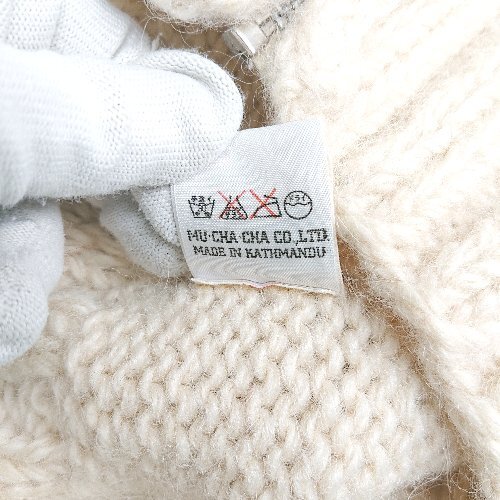 MU·CHA·CHA CO.,LTD.
MADE IN KATHMANDU